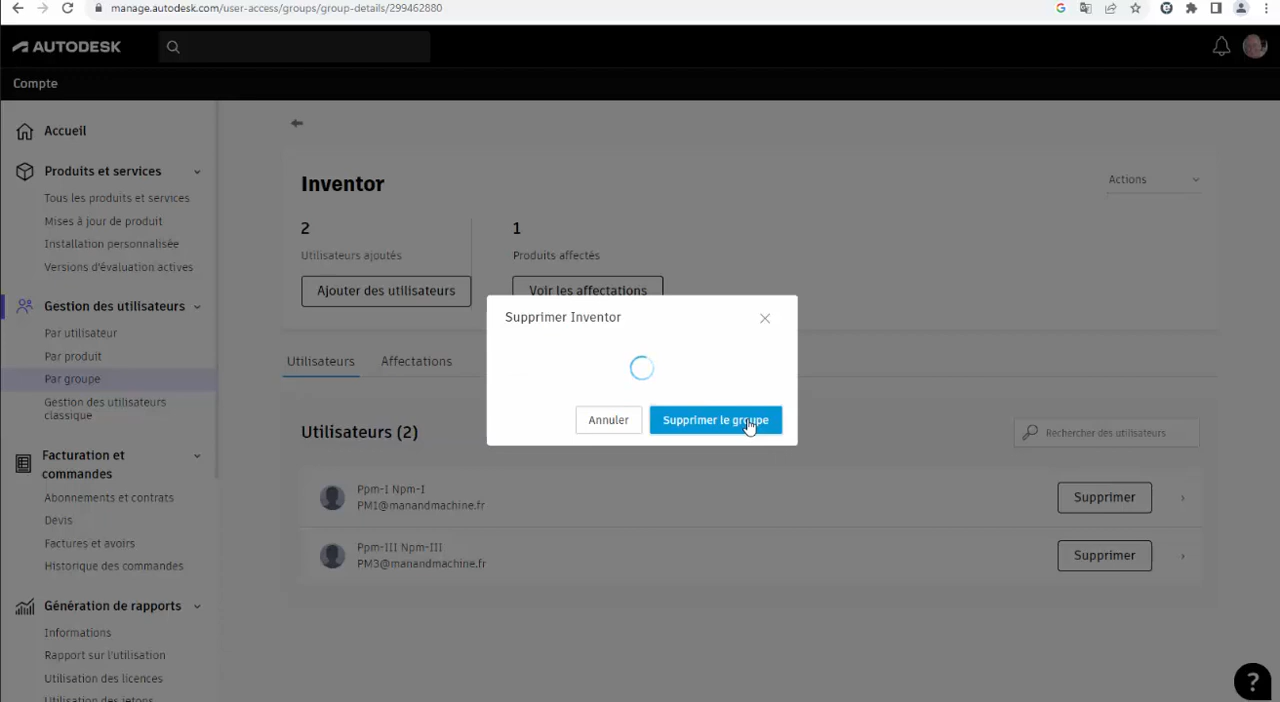 manage.autodesk.com/user-access/groups/group-details/299462880
AUTODESK
Compte
Accueil
Produits et services
Tous les produits et services
Mises à jour de produit
Installation personnalisée
Versions d'évaluation actives
Gestion des utilisateurs
Par utilisateur
Par produit
Par groupe
Gestion des utilisateurs
classique
Facturation et
commandes
Abonnements et contrats
Devis
Factures et avoirs
Historique des commandes
Génération de rapports
Informations
Rapport sur l'utilisation
Utilisation des licences
Utilisation des jetons
Inventor
Actions
2
Utilisateurs ajoutés
Ajouter des utilisateurs
1
Produits affectés
Voir les affectations
Supprimer Inventor
Annuler
Supprimer le groupe
Utilisateurs
Affectations
Utilisateurs (2)
Rechercher des utilisateurs
Ppm-I Npm-I
PM1@manandmachine.fr
Supprimer
Ppm-III Npm-III
PM3@manandmachine.fr
Supprimer
?